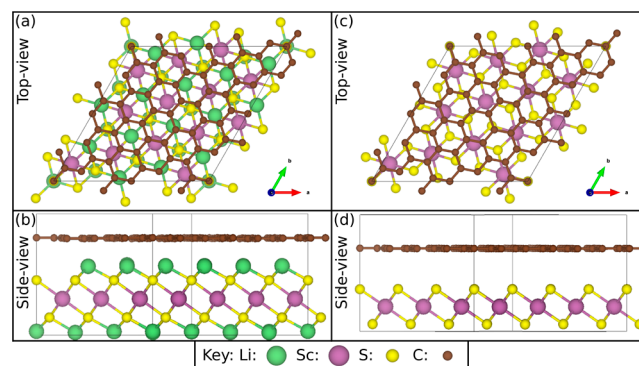 (a)
Top-view
b
a
(c)
Top-view
b
a
(b)
Side-view
(d)
Side-view
Key: Li: Sc: S: C: